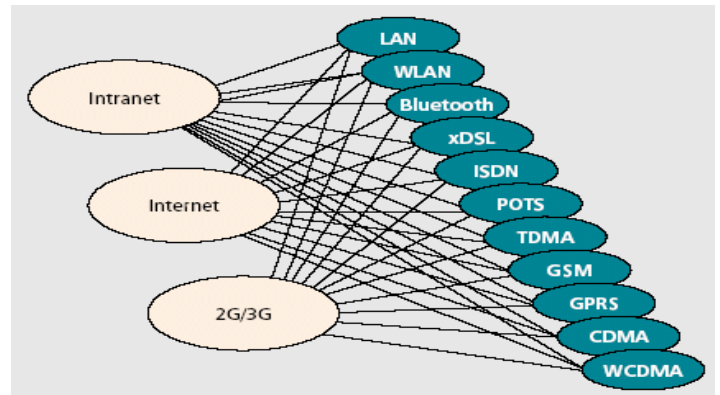 LAN
WLAN
Intranet
Bluetooth
xDSL
ISDN
Internet
POTS
TDMA
GSM
2G/3G
GPRS
CDMA
WCDMA